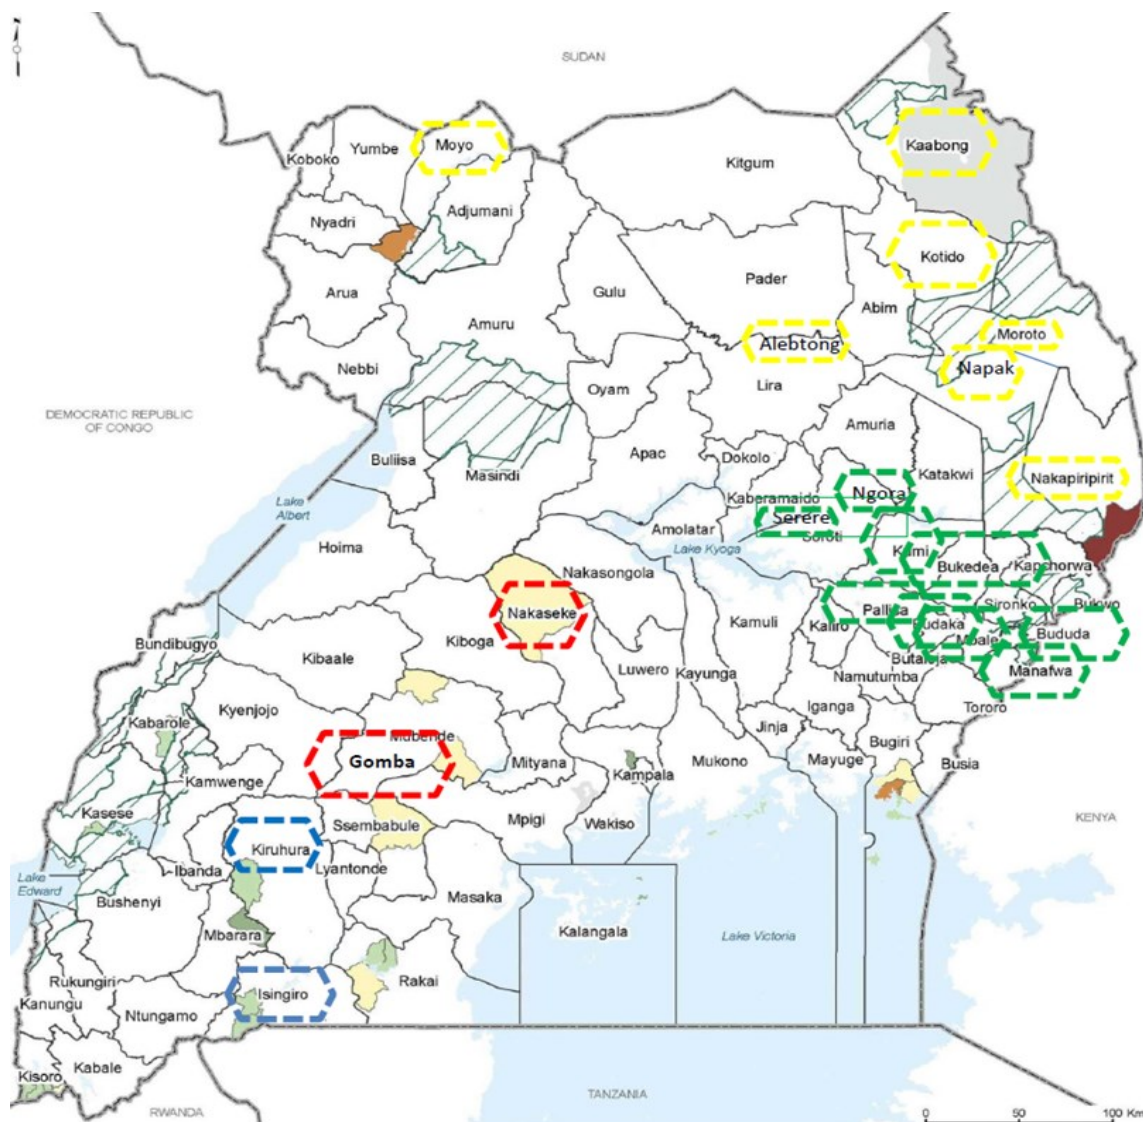 N
SUDAN
Moyo
Yumbe
Koboko
Kaabong
Kitgum
Adjumani
Nyadri
Kotido
Pader
Arua
Gulu
Abim
Amuru
Moroto
Alebtong
Nebbi
Napak
Lira
Oyam
DEMOCRATIC REPUBLIC
OF CONGO
Amuria
Apac
Buliisa
Dokolo
Katakwi
Masindi
Nakapiripirit
Ngora
Kaberamaido
Lake
Albert
Serere
Amolatar
Soroti
Hoima
Lake Kyoga
Kumi
Bukedea
Kapchorwa
Nakasongola
Nakaseke
Pallisa
Sironko
Bukwo
Kamuli
Kaliro
Budaka
Mbale
Bududa
Kiboga
Bundibugyo
Kibaale
Butaleja
Luwero
Kayunga
Namutumba
Manafwa
Kyenjojo
Iganga
Tororo
Kabarole
Mubende
Jinja
Bugiri
Gomba
Mityana
Kampala
Mukono
Mayuge
Busia
Kamwenge
Kasese
Ssembabule
Mpigi
Wakiso
KENYA
Kiruhura
Ibanda
Lyantonde
Lake
Edward
Bushenyi
Masaka
Mbarara
Kalangala
Lake Victoria
Rukungiri
Isingiro
Rakai
Kanungu
Ntungamo
Kabale
Kisoro
TANZANIA
RWANDA
0 50 100 Km